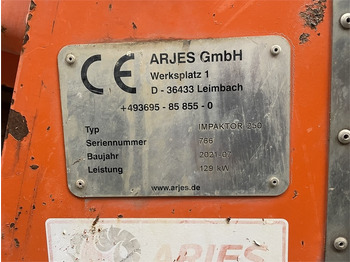 CE
ARJES GmbH
Werksplatz 1
D - 36433 Leimbach
+493695 - 85 855 - 0
Typ IMPAKTOR 250
Seriennummer 766
Baujahr 2021-07
Leistung 129 kW
www.arjes.de
ARJES